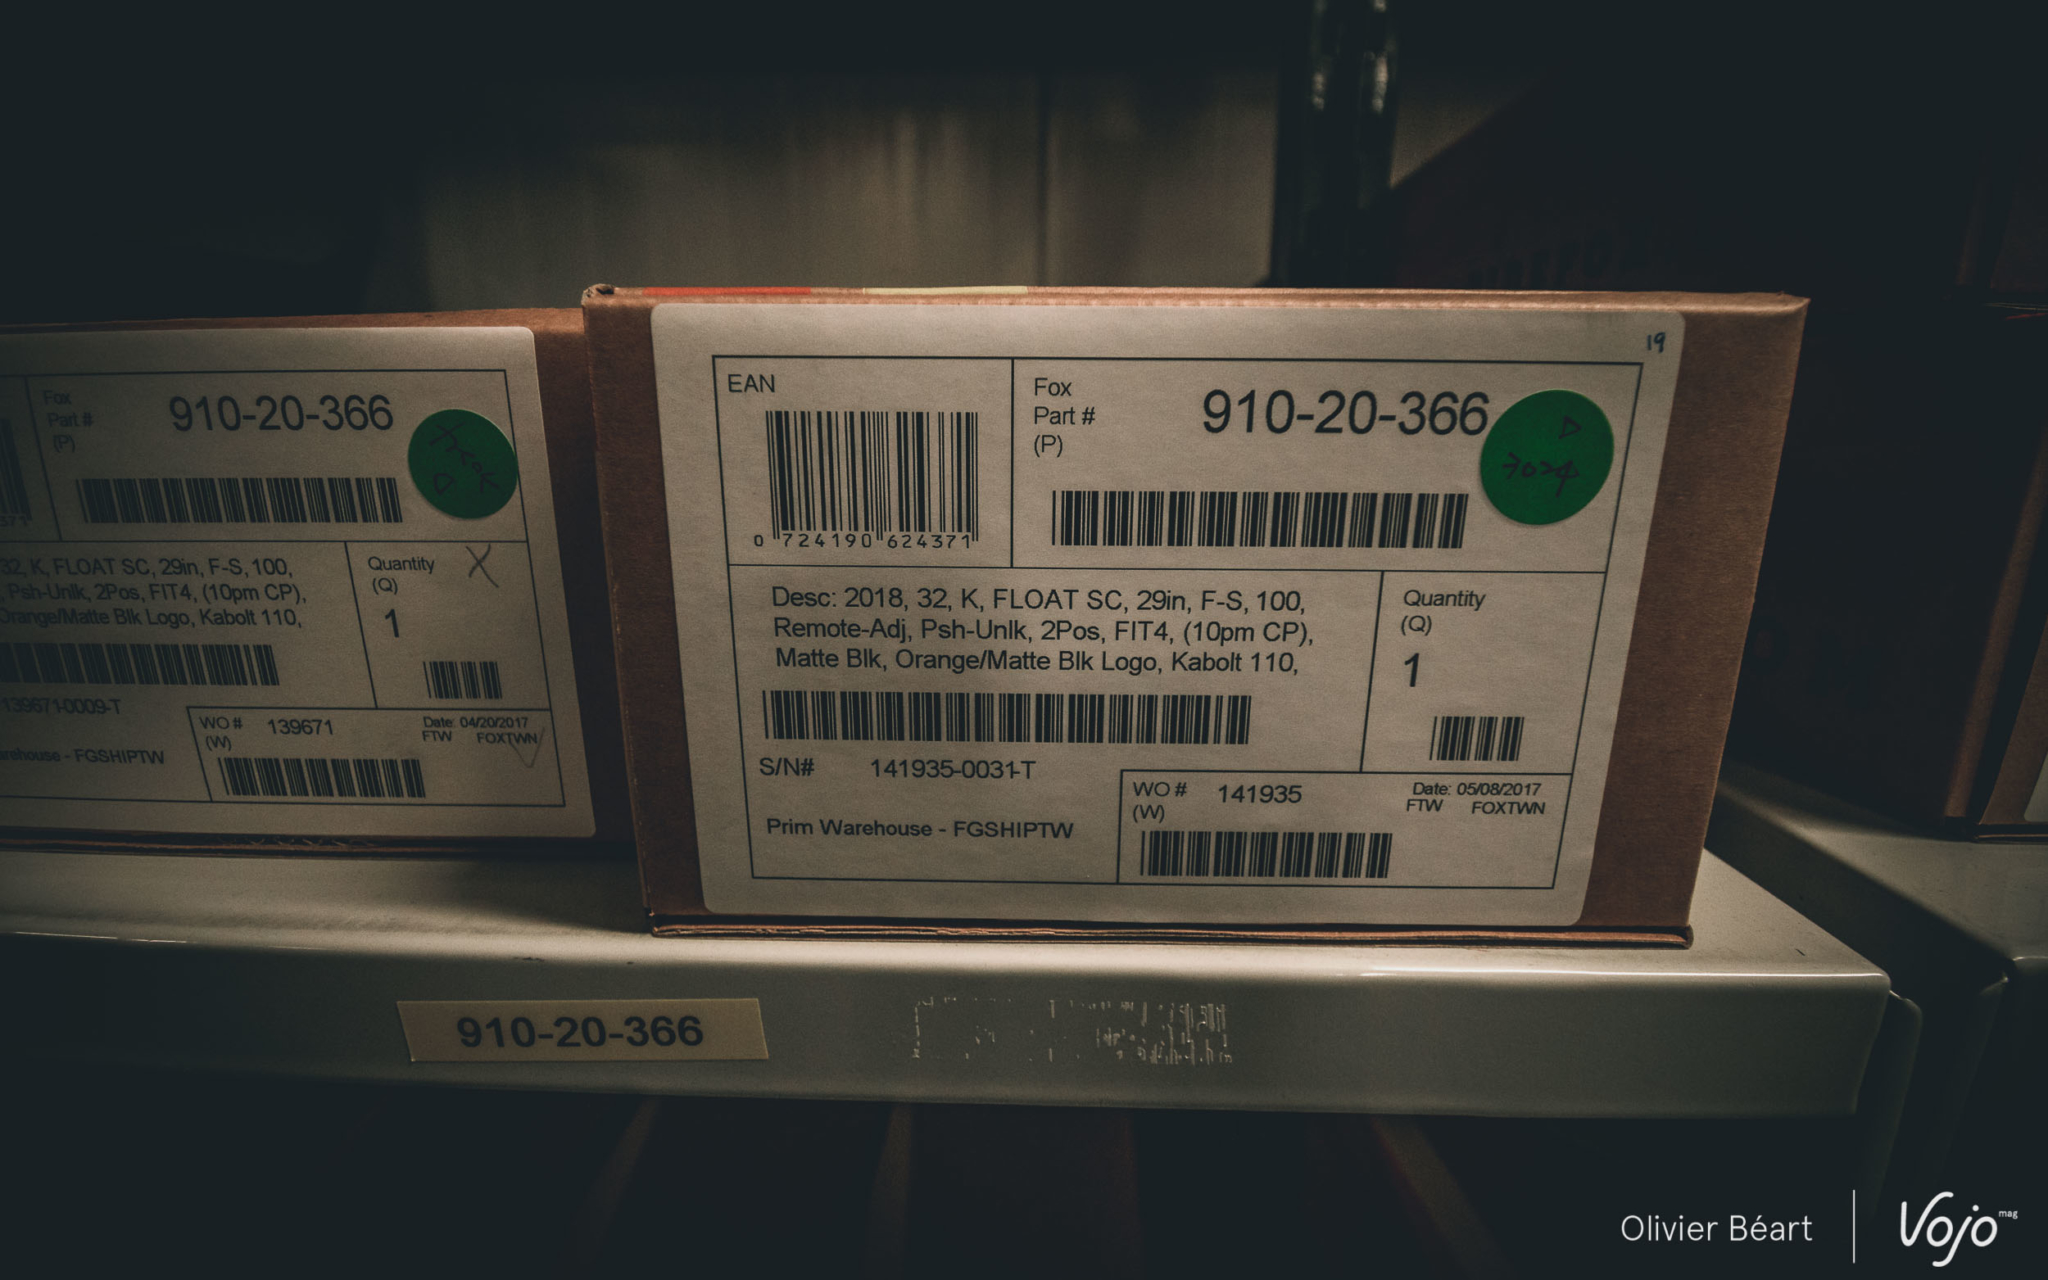 Fox
Part #
(P)
910-20-366
371
32, K, FLOAT SC, 29in, F-S, 100,
, Psh-Unlk, 2Pos, FIT4, (10pm CP),
Orange/Matte Blk Logo, Kabolt 110,
Quantity
(Q)
X
1
139671-0009-T
WO #
(W)
139671
Date: 04/20/2017
FTW FOXTWN
arehouse - FGSHIPTW
19
EAN
0 724190 624371
Fox
Part #
(P)
910-20-366
D
Desc: 2018, 32, K, FLOAT SC, 29in, F-S, 100,
Remote-Adj, Psh-Unlk, 2Pos, FIT4, (10pm CP),
Matte Blk, Orange/Matte Blk Logo, Kabolt 110,
Quantity
(Q)
1
S/N# 141935-0031-T
WO #
(W)
141935
Date: 05/08/2017
FTW FOXTWN
Prim Warehouse - FGSHIPTW
910-20-366
Olivier Béart
Vojo mag